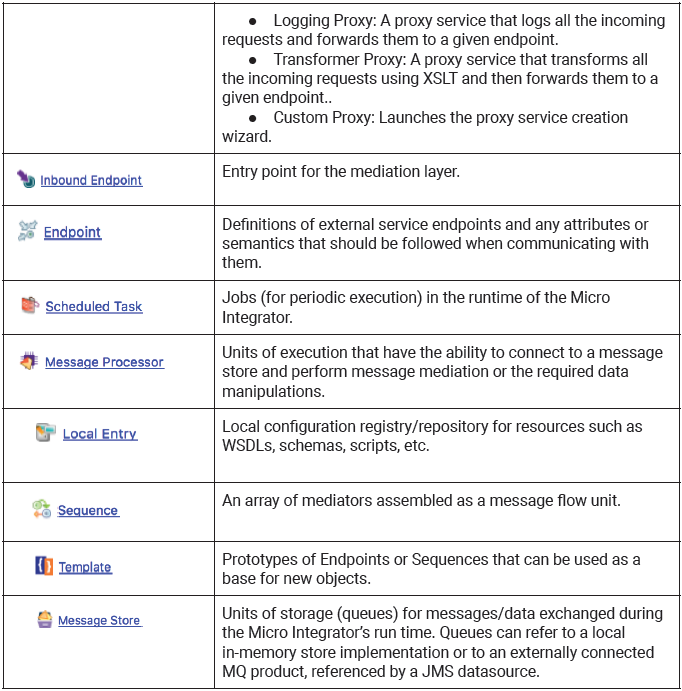 ● Logging Proxy: A proxy service that logs all the incoming
requests and forwards them to a given endpoint.
● Transformer Proxy: A proxy service that transforms all
the incoming requests using XSLT and then forwards them to a
given endpoint..
● Custom Proxy: Launches the proxy service creation
wizard.
Inbound Endpoint
Entry point for the mediation layer.
Endpoint
Definitions of external service endpoints and any attributes or
semantics that should be followed when communicating with
them.
Scheduled Task
Jobs (for periodic execution) in the runtime of the Micro
Integrator.
Message Processor
Units of execution that have the ability to connect to a message
store and perform message mediation or the required data
manipulations.
Local Entry
Local configuration registry/repository for resources such as
WSDLs, schemas, scripts, etc.
Sequence
An array of mediators assembled as a message flow unit.
Template
Prototypes of Endpoints or Sequences that can be used as a
base for new objects.
Message Store
Units of storage (queues) for messages/data exchanged during
the Micro Integrator’s run time. Queues can refer to a local
in-memory store implementation or to an externally connected
MQ product, referenced by a JMS datasource.